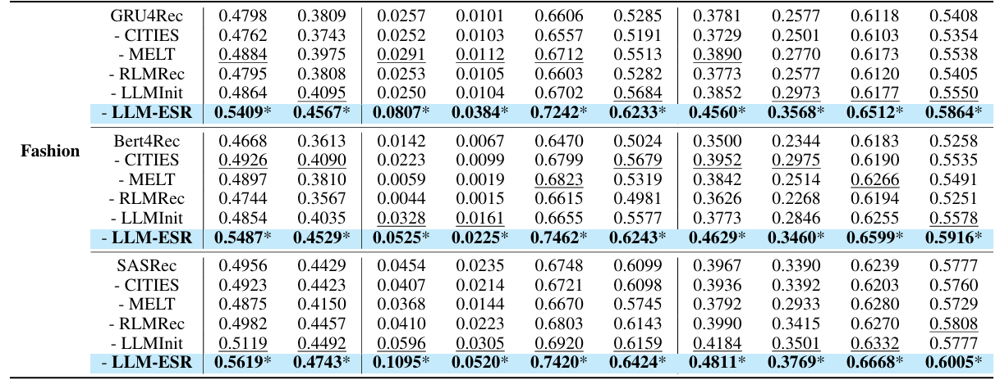 GRU4Rec 0.4798 0.3809 0.0257 0.0101 0.6606 0.5285 0.3781 0.2577 0.6118 0.5408
- CITIES 0.4762 0.3743 0.0252 0.0103 0.6557 0.5191 0.3729 0.2501 0.6103 0.5354
- MELT 0.4884 0.3975 0.0291 0.0112 0.6712 0.5513 0.3890 0.2770 0.6173 0.5538
- RLMRec 0.4795 0.3808 0.0253 0.0105 0.6603 0.5282 0.3773 0.2577 0.6120 0.5405
- LLMInit 0.4864 0.4095 0.0250 0.0104 0.6702 0.5684 0.3852 0.2973 0.6177 0.5550
- LLM-ESR 0.5409* 0.4567* 0.0807* 0.0384* 0.7242* 0.6233* 0.4560* 0.3568* 0.6512* 0.5864*
Fashion
Bert4Rec 0.4668 0.3613 0.0142 0.0067 0.6470 0.5024 0.3500 0.2344 0.6183 0.5258
- CITIES 0.4926 0.4090 0.0223 0.0099 0.6799 0.5679 0.3952 0.2975 0.6190 0.5535
- MELT 0.4897 0.3810 0.0059 0.0019 0.6823 0.5319 0.3842 0.2514 0.6266 0.5491
- RLMRec 0.4744 0.3567 0.0044 0.0015 0.6615 0.4981 0.3626 0.2268 0.6194 0.5251
- LLMInit 0.4854 0.4035 0.0328 0.0161 0.6655 0.5577 0.3773 0.2846 0.6255 0.5578
- LLM-ESR 0.5487* 0.4529* 0.0525* 0.0225* 0.7462* 0.6243* 0.4629* 0.3460* 0.6599* 0.5916*
SASRec 0.4956 0.4429 0.0454 0.0235 0.6748 0.6099 0.3967 0.3390 0.6239 0.5777
- CITIES 0.4923 0.4423 0.0407 0.0214 0.6721 0.6098 0.3936 0.3392 0.6203 0.5760
- MELT 0.4875 0.4150 0.0368 0.0144 0.6670 0.5745 0.3792 0.2933 0.6280 0.5729
- RLMRec 0.4982 0.4457 0.0410 0.0223 0.6803 0.6143 0.3990 0.3415 0.6270 0.5808
- LLMInit 0.5119 0.4492 0.0596 0.0305 0.6920 0.6159 0.4184 0.3501 0.6332 0.5777
- LLM-ESR 0.5619* 0.4743* 0.1095* 0.0520* 0.7420* 0.6424* 0.4811* 0.3769* 0.6668* 0.6005*